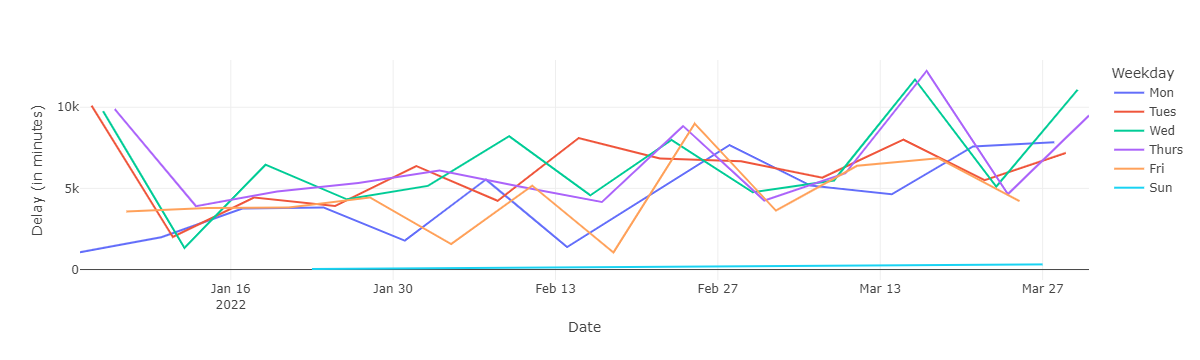 Delay (in minutes)
10k
5k
0
Jan 16
2022
Jan 30
Feb 13
Feb 27
Mar 13
Mar 27
Date
Weekday
Mon
Tues
Wed
Thurs
Fri
Sun